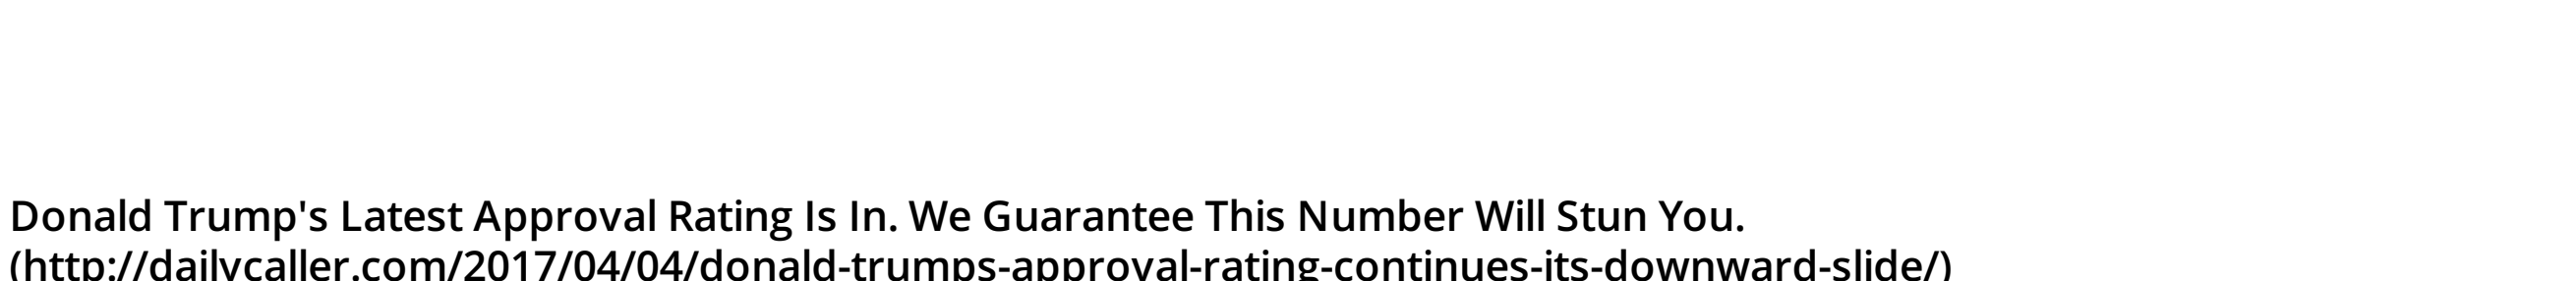 Donald Trump's Latest Approval Rating Is In. We Guarantee This Number Will Stun You.
(http://dailycaller.com/2017/04/04/donald-trumps-approval-rating-continues-its-downward-slide/)